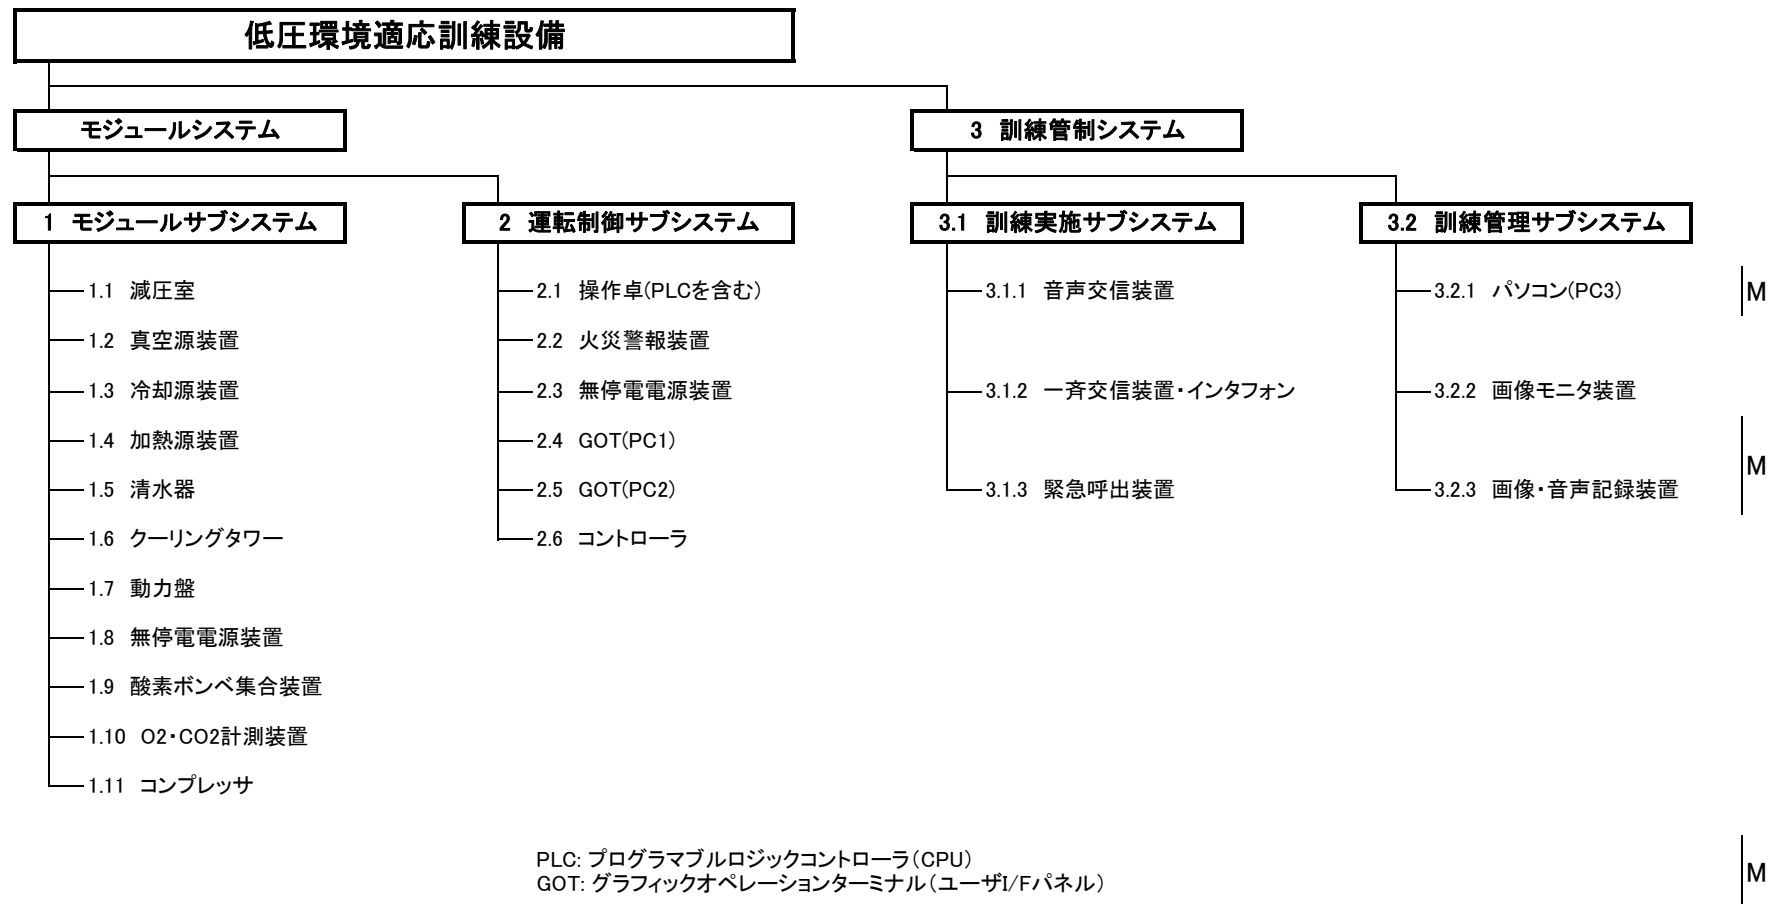 低圧環境適応訓練設備
モジュールシステム
3 訓練管制システム
1 モジュールサブシステム
2 運転制御サブシステム
3.1 訓練実施サブシステム
3.2 訓練管理サブシステム
1.1 減圧室
1.2 真空源装置
1.3 冷却源装置
1.4 加熱源装置
1.5 清水器
1.6 クーリングタワー
1.7 動力盤
1.8 無停電電源装置
1.9 酸素ボンベ集合装置
1.10 O2・CO2計測装置
1.11 コンプレッサ
2.1 操作卓(PLCを含む)
2.2 火災警報装置
2.3 無停電電源装置
2.4 GOT(PC1)
2.5 GOT(PC2)
2.6 コントローラ
3.1.1 音声交信装置
3.1.2 一斉交信装置・インタフォン
3.1.3 緊急呼出装置
3.2.1 パソコン(PC3)
3.2.2 画像モニタ装置
3.2.3 画像・音声記録装置
M
M
PLC: プログラマブルロジックコントローラ(CPU)
GOT: グラフィックオペレーションターミナル(ユーザI/Fパネル)
M